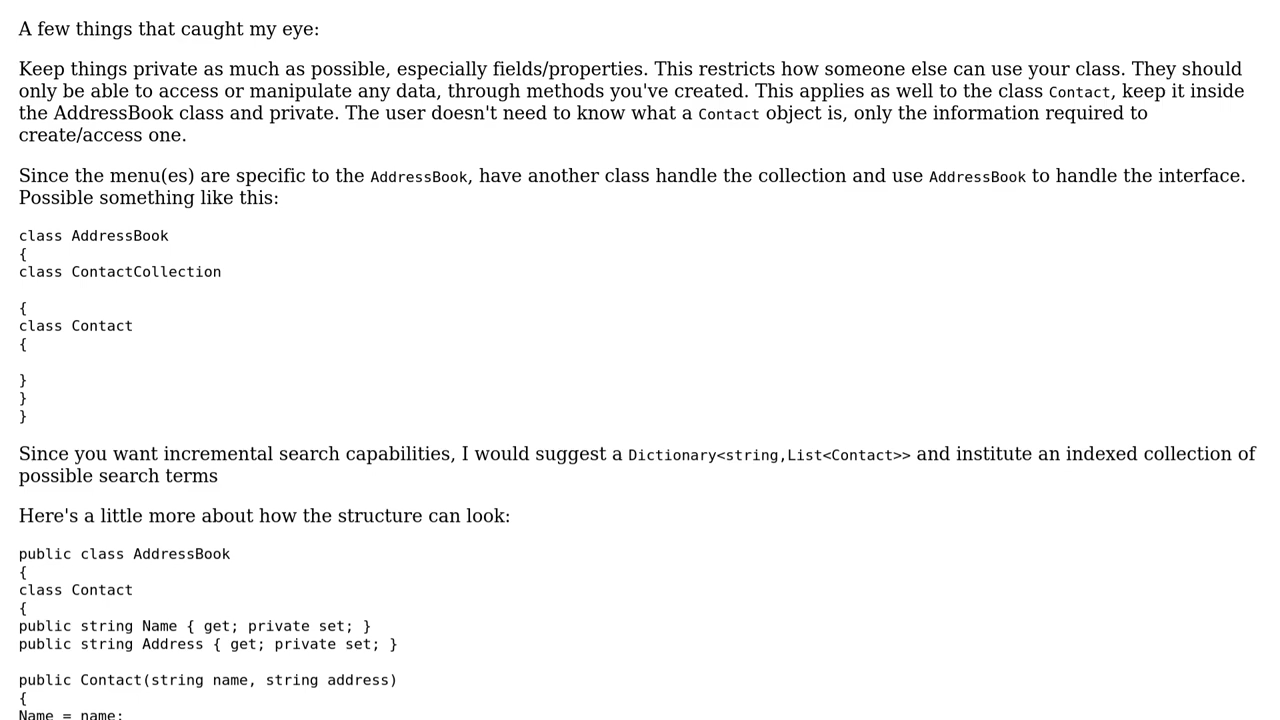 A few things that caught my eye:
Keep things private as much as possible, especially fields/properties. This restricts how someone else can use your class. They should
only be able to access or manipulate any data, through methods you've created. This applies as well to the class Contact, keep it inside
the AddressBook class and private. The user doesn't need to know what a Contact object is, only the information required to
create/access one.
Since the menu(es) are specific to the AddressBook, have another class handle the collection and use AddressBook to handle the interface.
Possible something like this:
class AddressBook
{
class ContactCollection
{
class Contact
{
}
}
}
Since you want incremental search capabilities, I would suggest a Dictionary<string,List<Contact>> and institute an indexed collection of
possible search terms
Here's a little more about how the structure can look:
public class AddressBook
{
class Contact
{
public string Name { get; private set; }
public string Address { get; private set; }
public Contact(string name, string address)
{
Name = name;